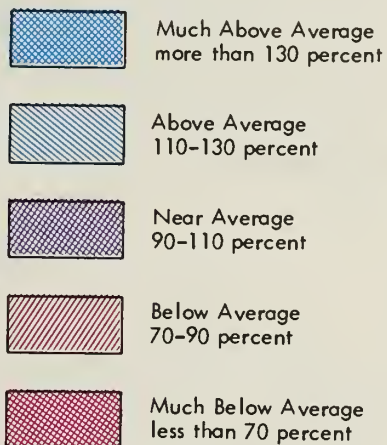 Much Above Average
more than 130 percent
Above Average
110-130 percent
Near Average
90-110 percent
Below Average
70-90 percent
Much Below Average
less than 70 percent